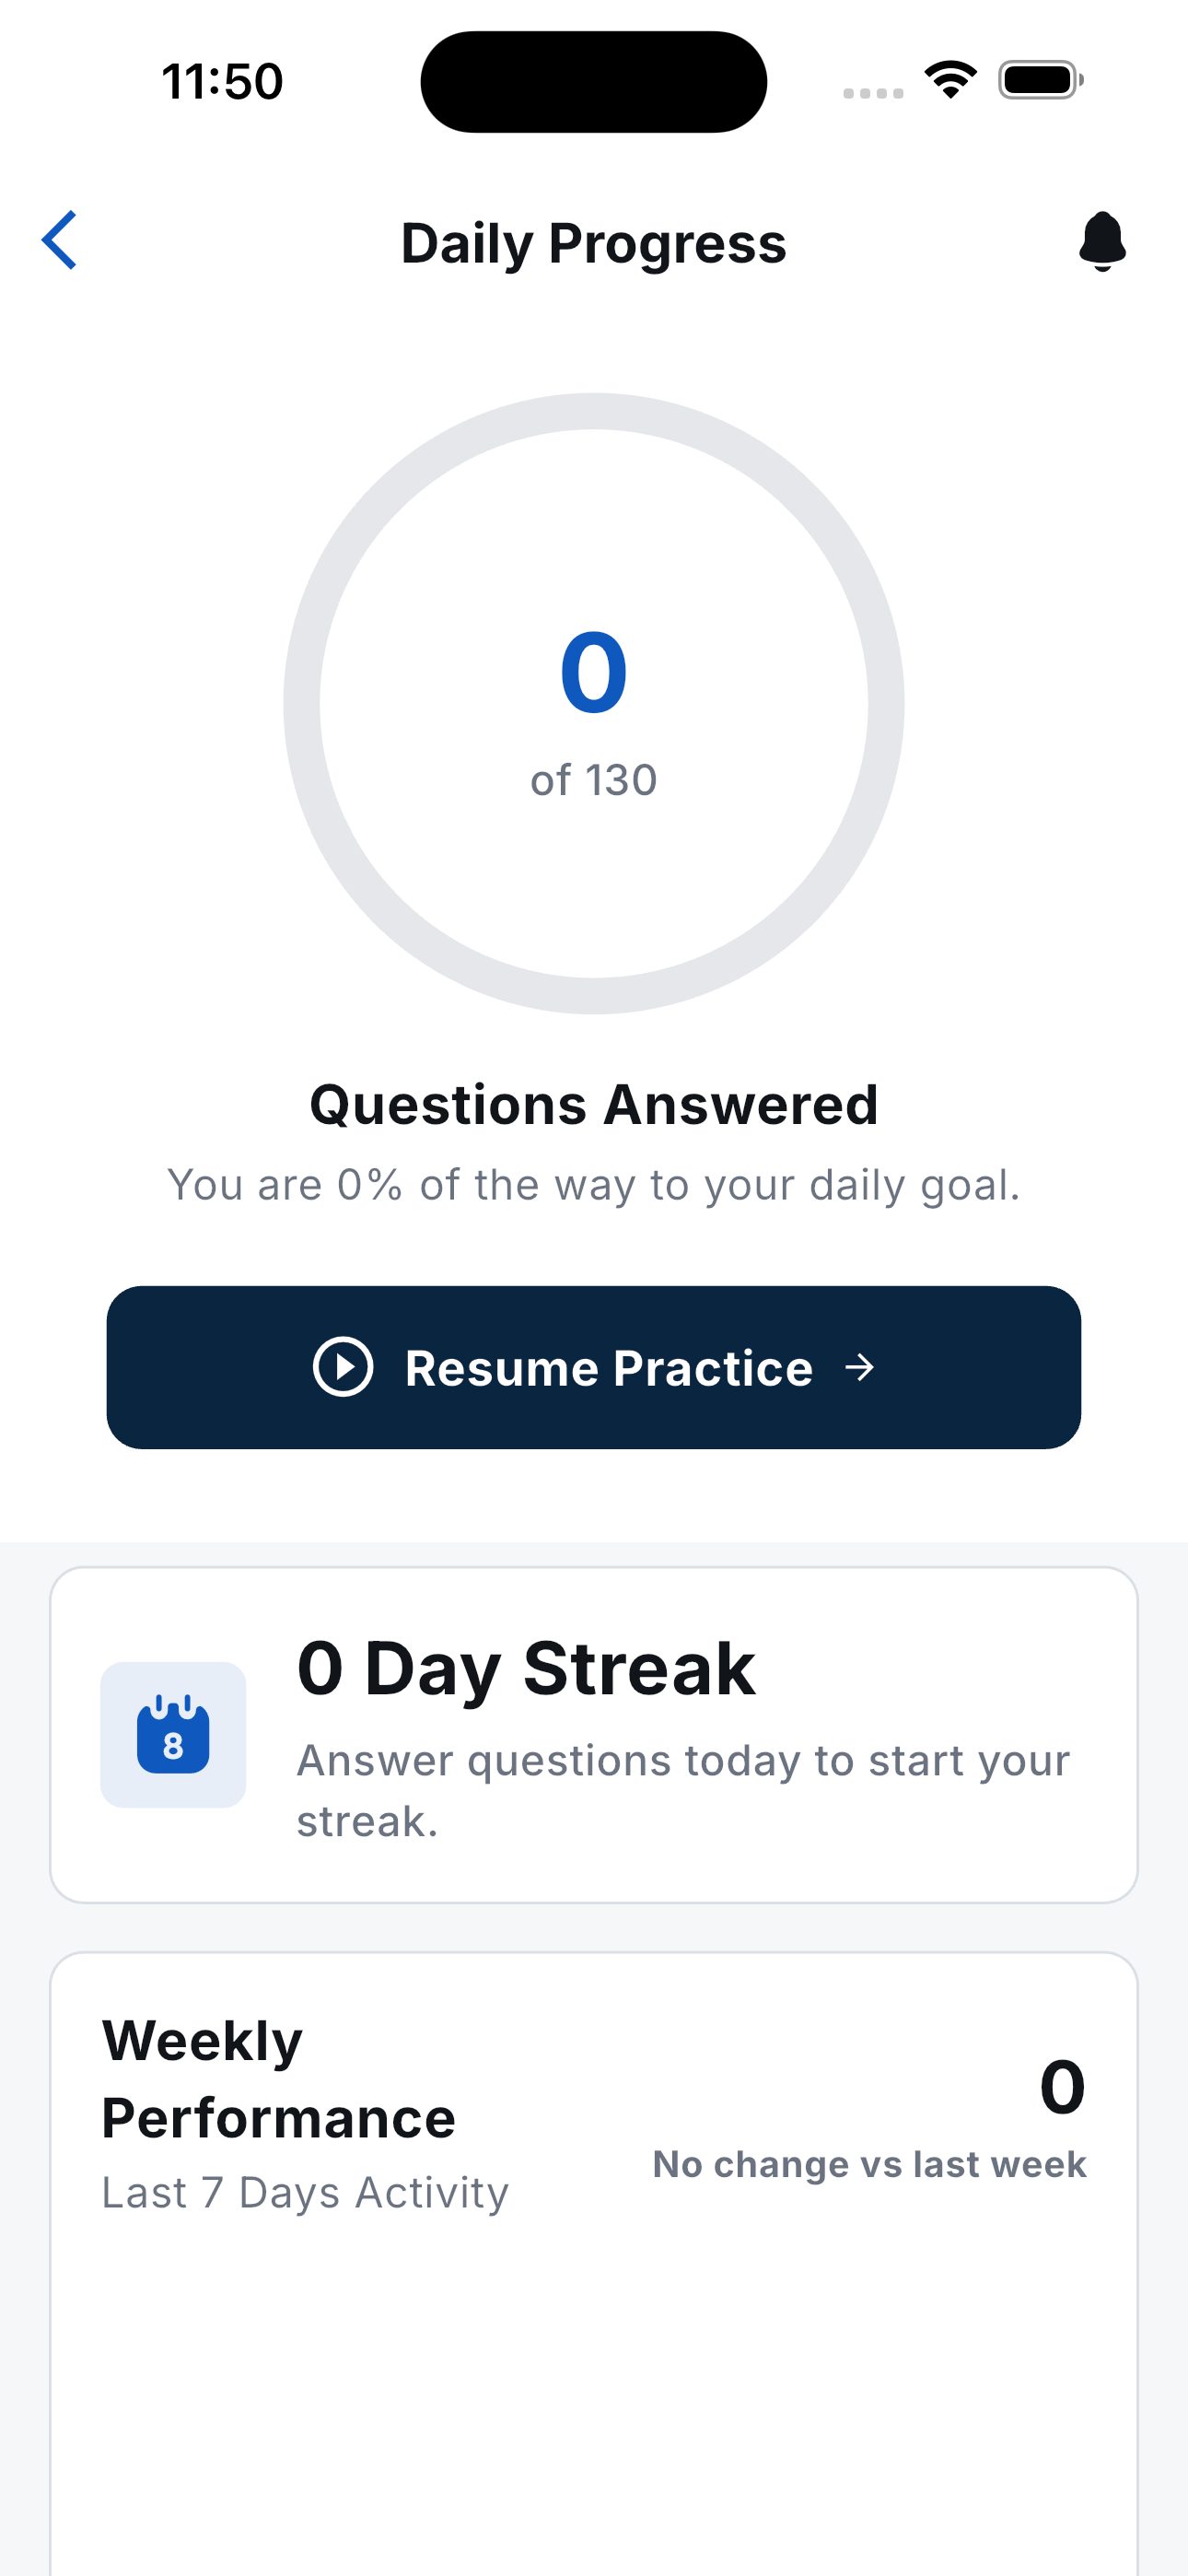 11:50
Daily Progress
0
of 130
Questions Answered
You are 0% of the way to your daily goal.
Resume Practice →
8
0 Day Streak
Answer questions today to start your
streak.
Weekly
Performance
Last 7 Days Activity
0
No change vs last week